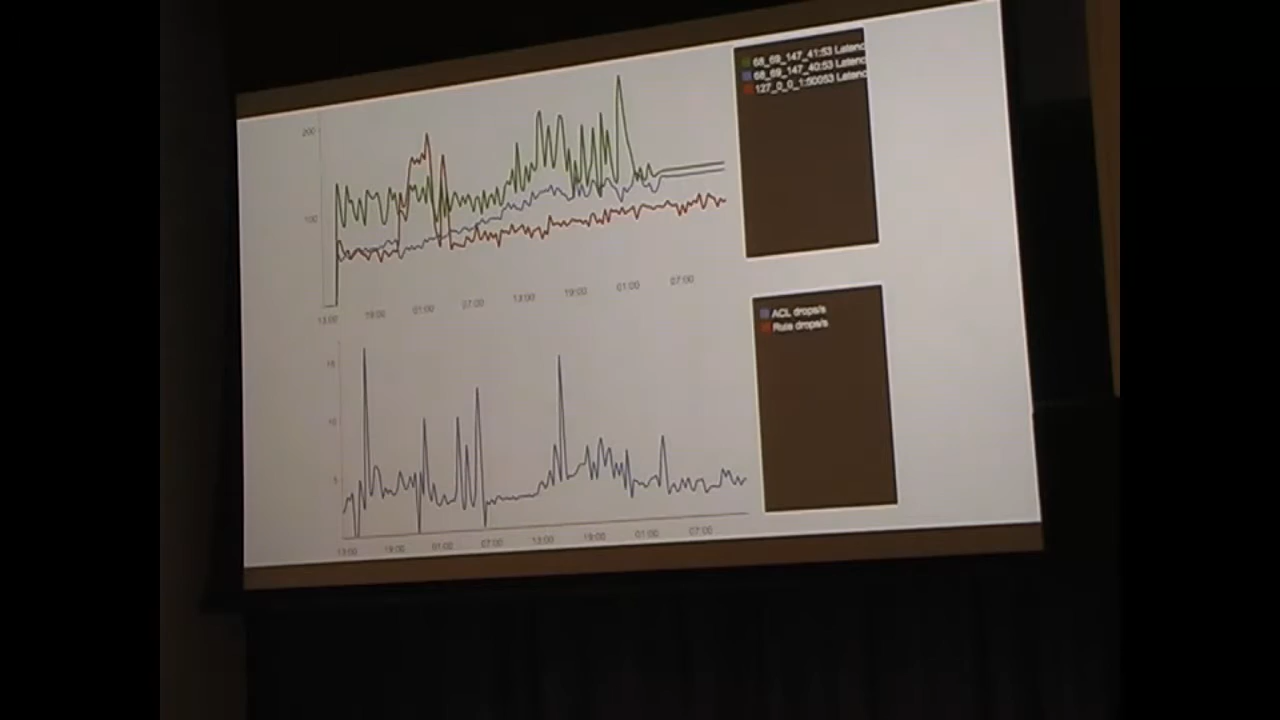 200
100
13:00 19:00 01:00 07:00 13:00 19:00 01:00 07:00
68_69_147_41:53 Latenc
68_69_147_40:53 Latenc
127_0_0_1:50053 Latenc
15
10
5
13:00 19:00 01:00 07:00 13:00 19:00 01:00 07:00
ACL drops/s
Rule drops/s